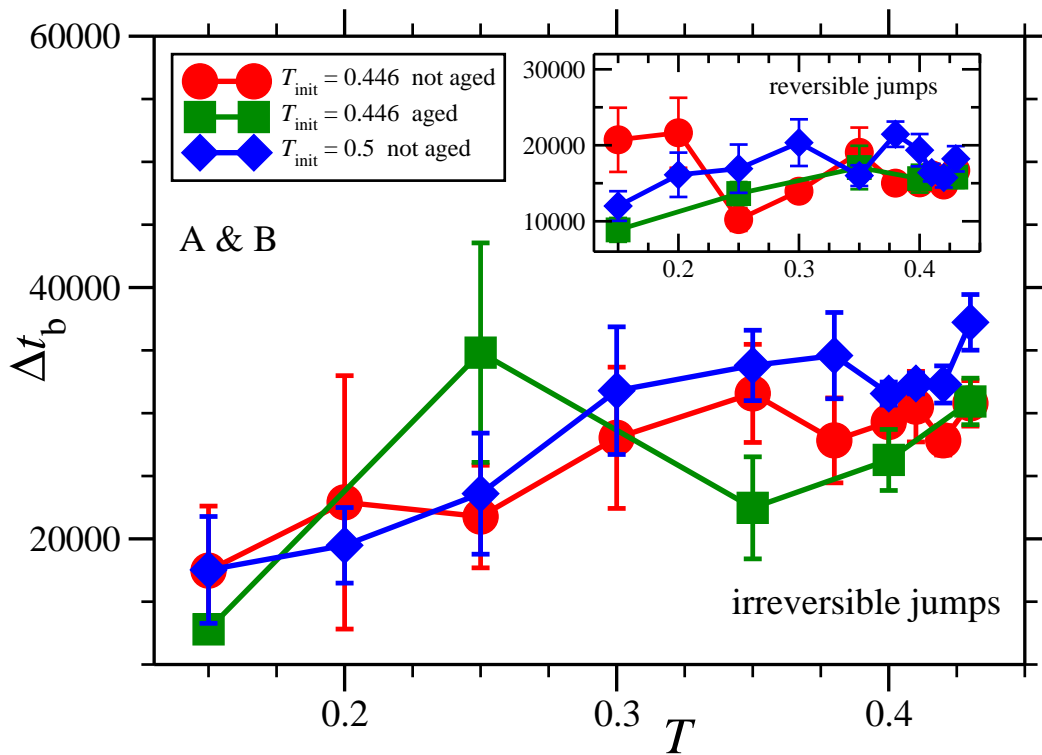 60000
40000
20000
Δt_b
T_init = 0.446 not aged
T_init = 0.446 aged
T_init = 0.5 not aged
A & B
30000
20000
10000
reversible jumps
0.2 0.3 0.4
irreversible jumps
0.2 0.3 0.4
T